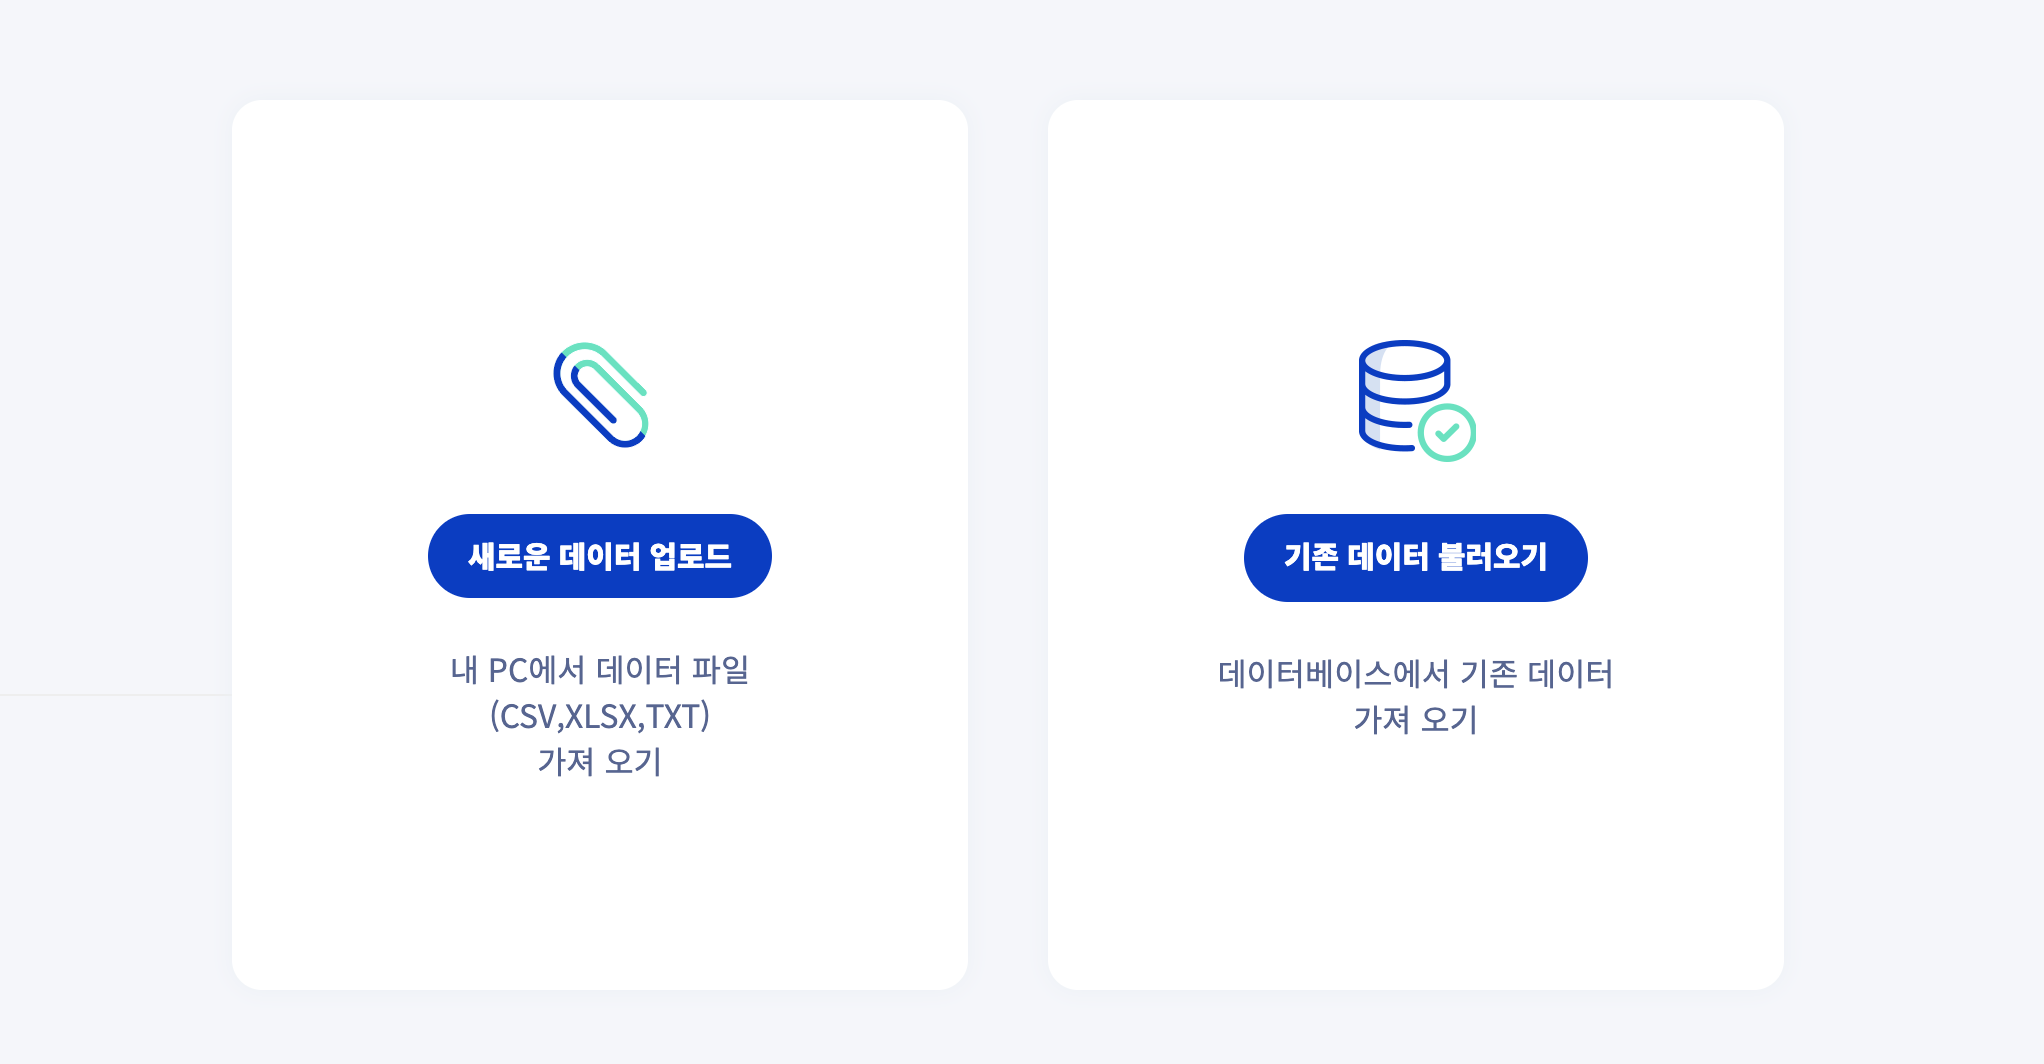 새로운 데이터 업로드
내 PC에서 데이터 파일
(CSV,XLSX,TXT)
가져 오기
기존 데이터 불러오기
데이터베이스에서 기존 데이터
가져 오기